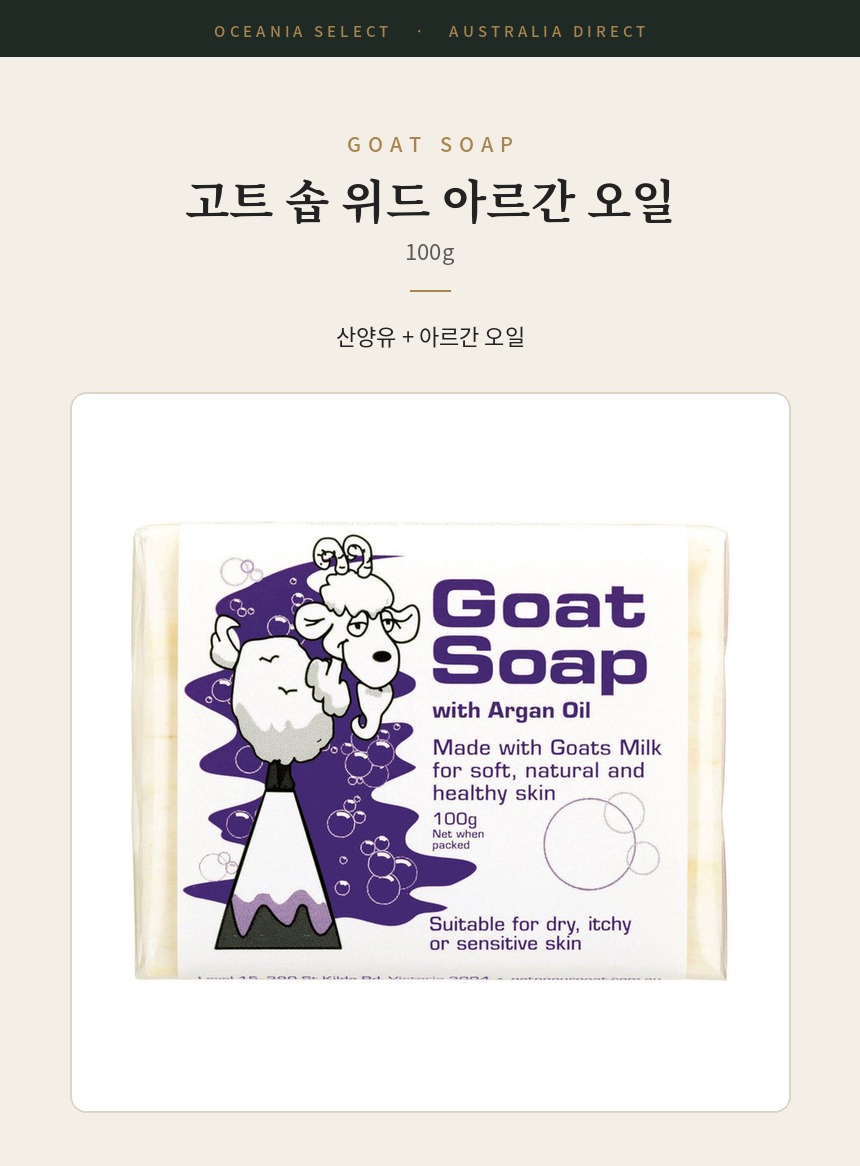 OCEANIA SELECT · AUSTRALIA DIRECT
GOAT SOAP
고트 솝 위드 아르간 오일
100g
산양유 + 아르간 오일
Goat
Soap
with Argan Oil
Made with Goats Milk
for soft, natural and
healthy skin
100g
Net when
packed
Suitable for dry, itchy
or sensitive skin